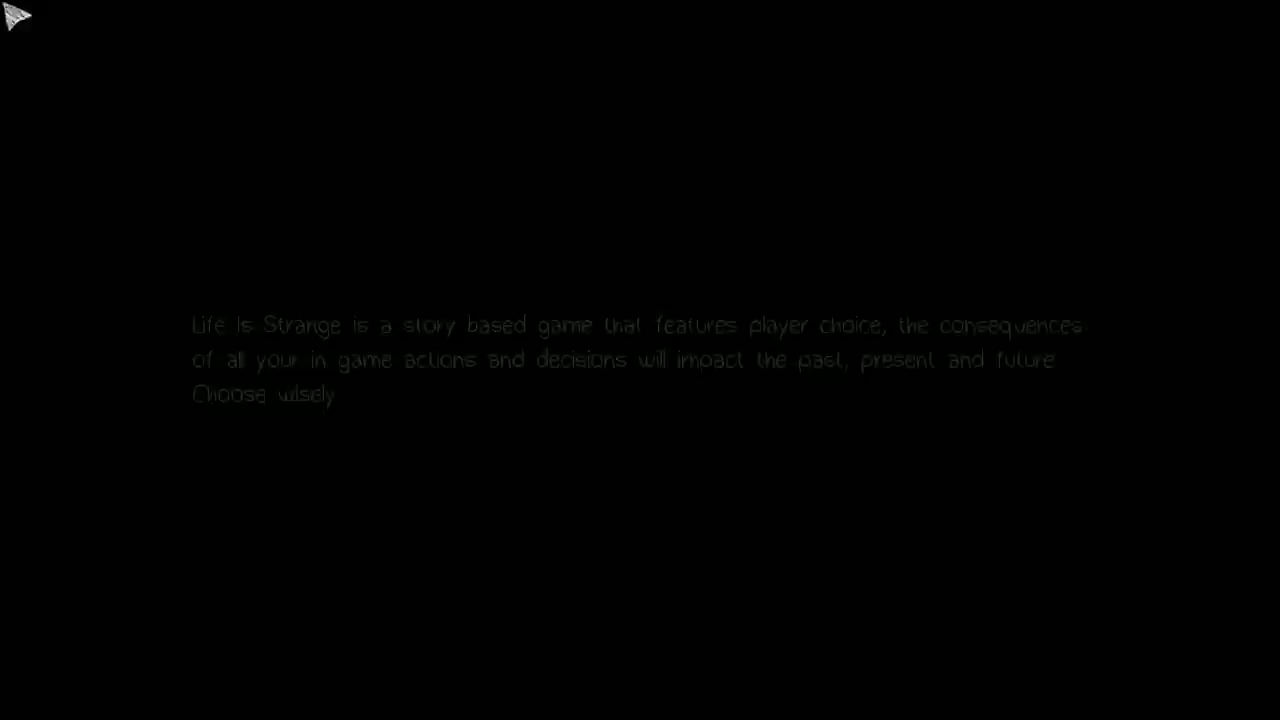 Life Is Strange is a story based game that features player choice, the consequences
of all your in game actions and decisions will impact the past, present and future
Choose wisely